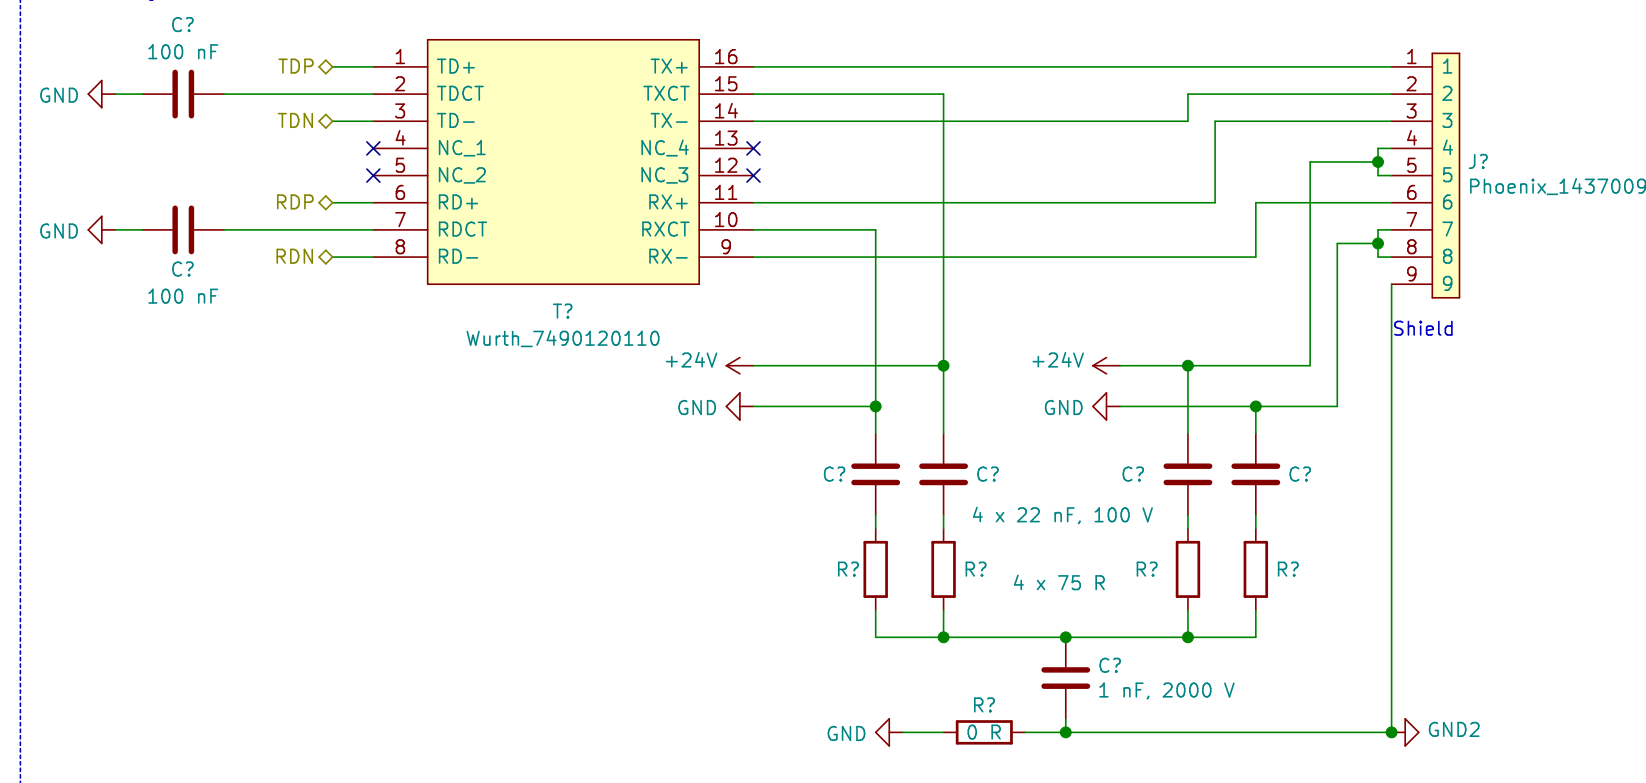 C?
100 nF
TDP
GND
TDN
RDP
GND
RDN
C?
100 nF
1 TD+
2 TDCT
3 TD-
4 NC_1
5 NC_2
6 RD+
7 RDCT
8 RD-
TX+ 16
TXCT 15
TX- 14
NC_4 13
NC_3 12
RX+ 11
RXCT 10
RX- 9
T?
Wurth_7490120110
1 1
2 2
3 3
4 4
5 5
6 6
7 7
8 8
9 9
J?
Phoenix_1437009
Shield
+24V
GND
+24V
GND
C?
C?
C?
C?
4 x 22 nF, 100 V
R?
R?
R?
R?
4 x 75 R
C?
1 nF, 2000 V
R?
GND
0 R
GND2